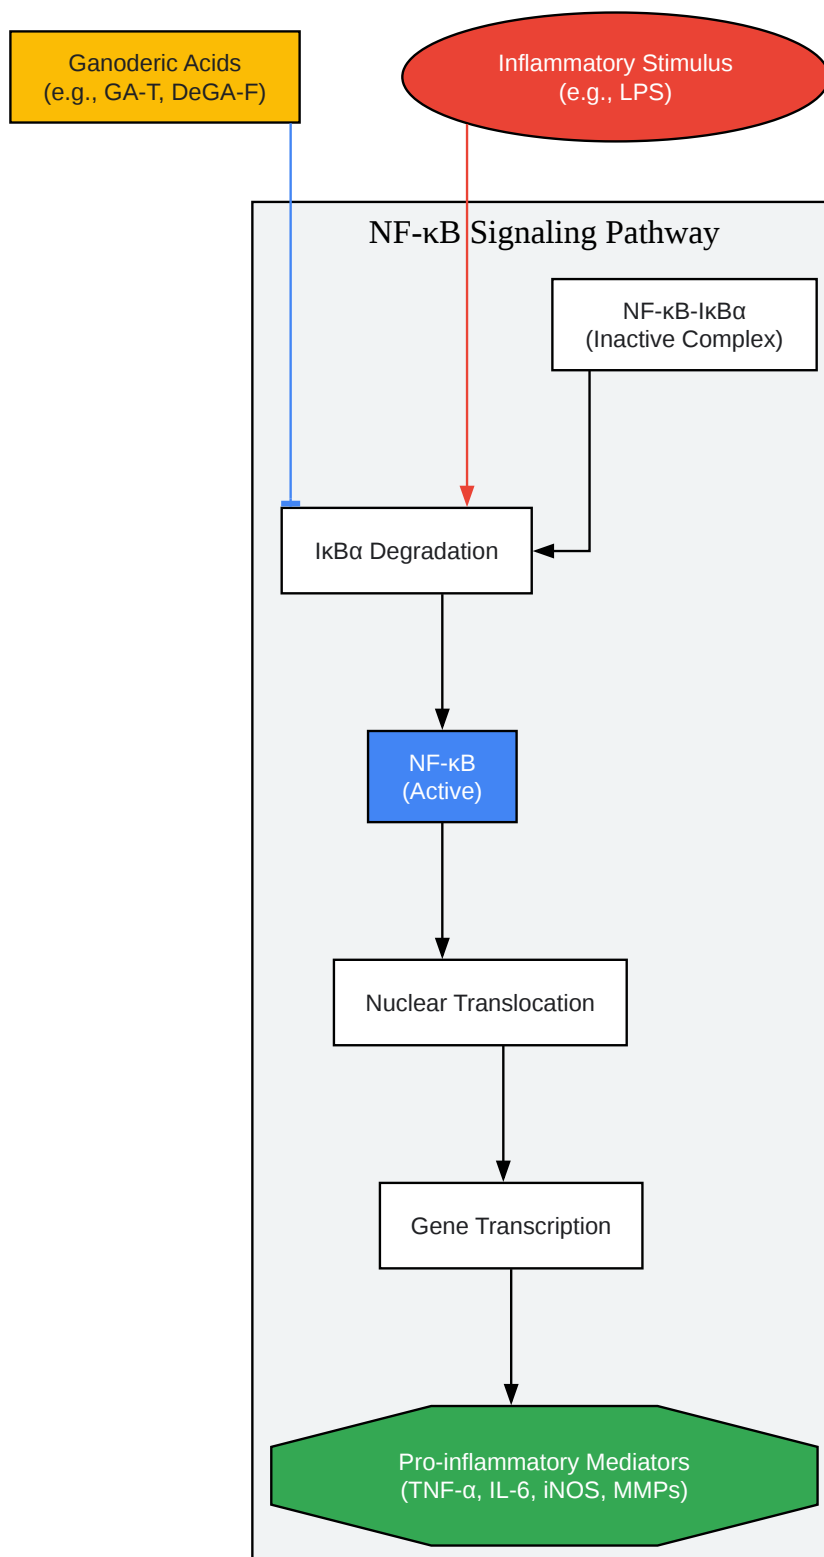 Ganoderic Acids
(e.g., GA-T, DeGA-F)
Inflammatory Stimulus
(e.g., LPS)
NF-κB Signaling Pathway
NF-κB-IκBα
(Inactive Complex)
IκBα Degradation
NF-κB
(Active)
Nuclear Translocation
Gene Transcription
Pro-inflammatory Mediators
(TNF-α, IL-6, iNOS, MMPs)